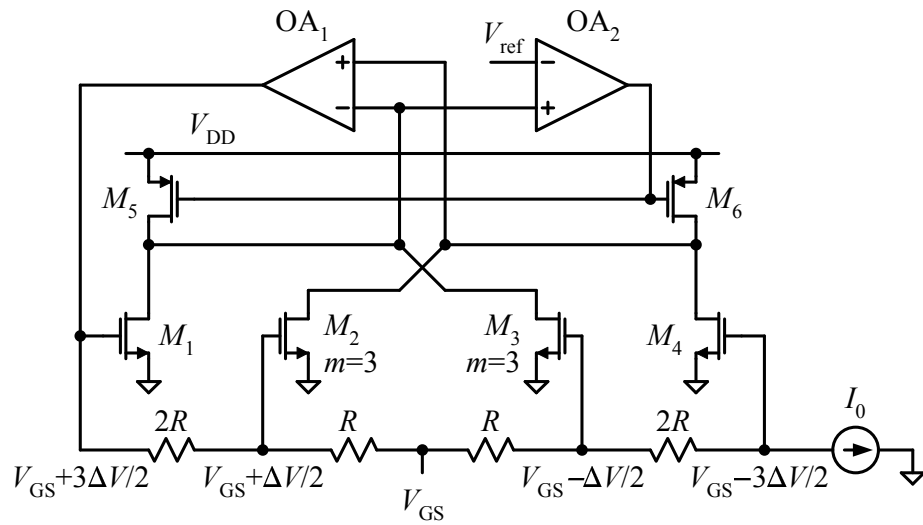 OA1 OA2
Vref
+ −
− +
VDD
M5 M6
M1 M2 M3 M4
m=3 m=3
I0
2R R R 2R
VGS+3ΔV/2 VGS+ΔV/2 VGS−ΔV/2 VGS−3ΔV/2
VGS